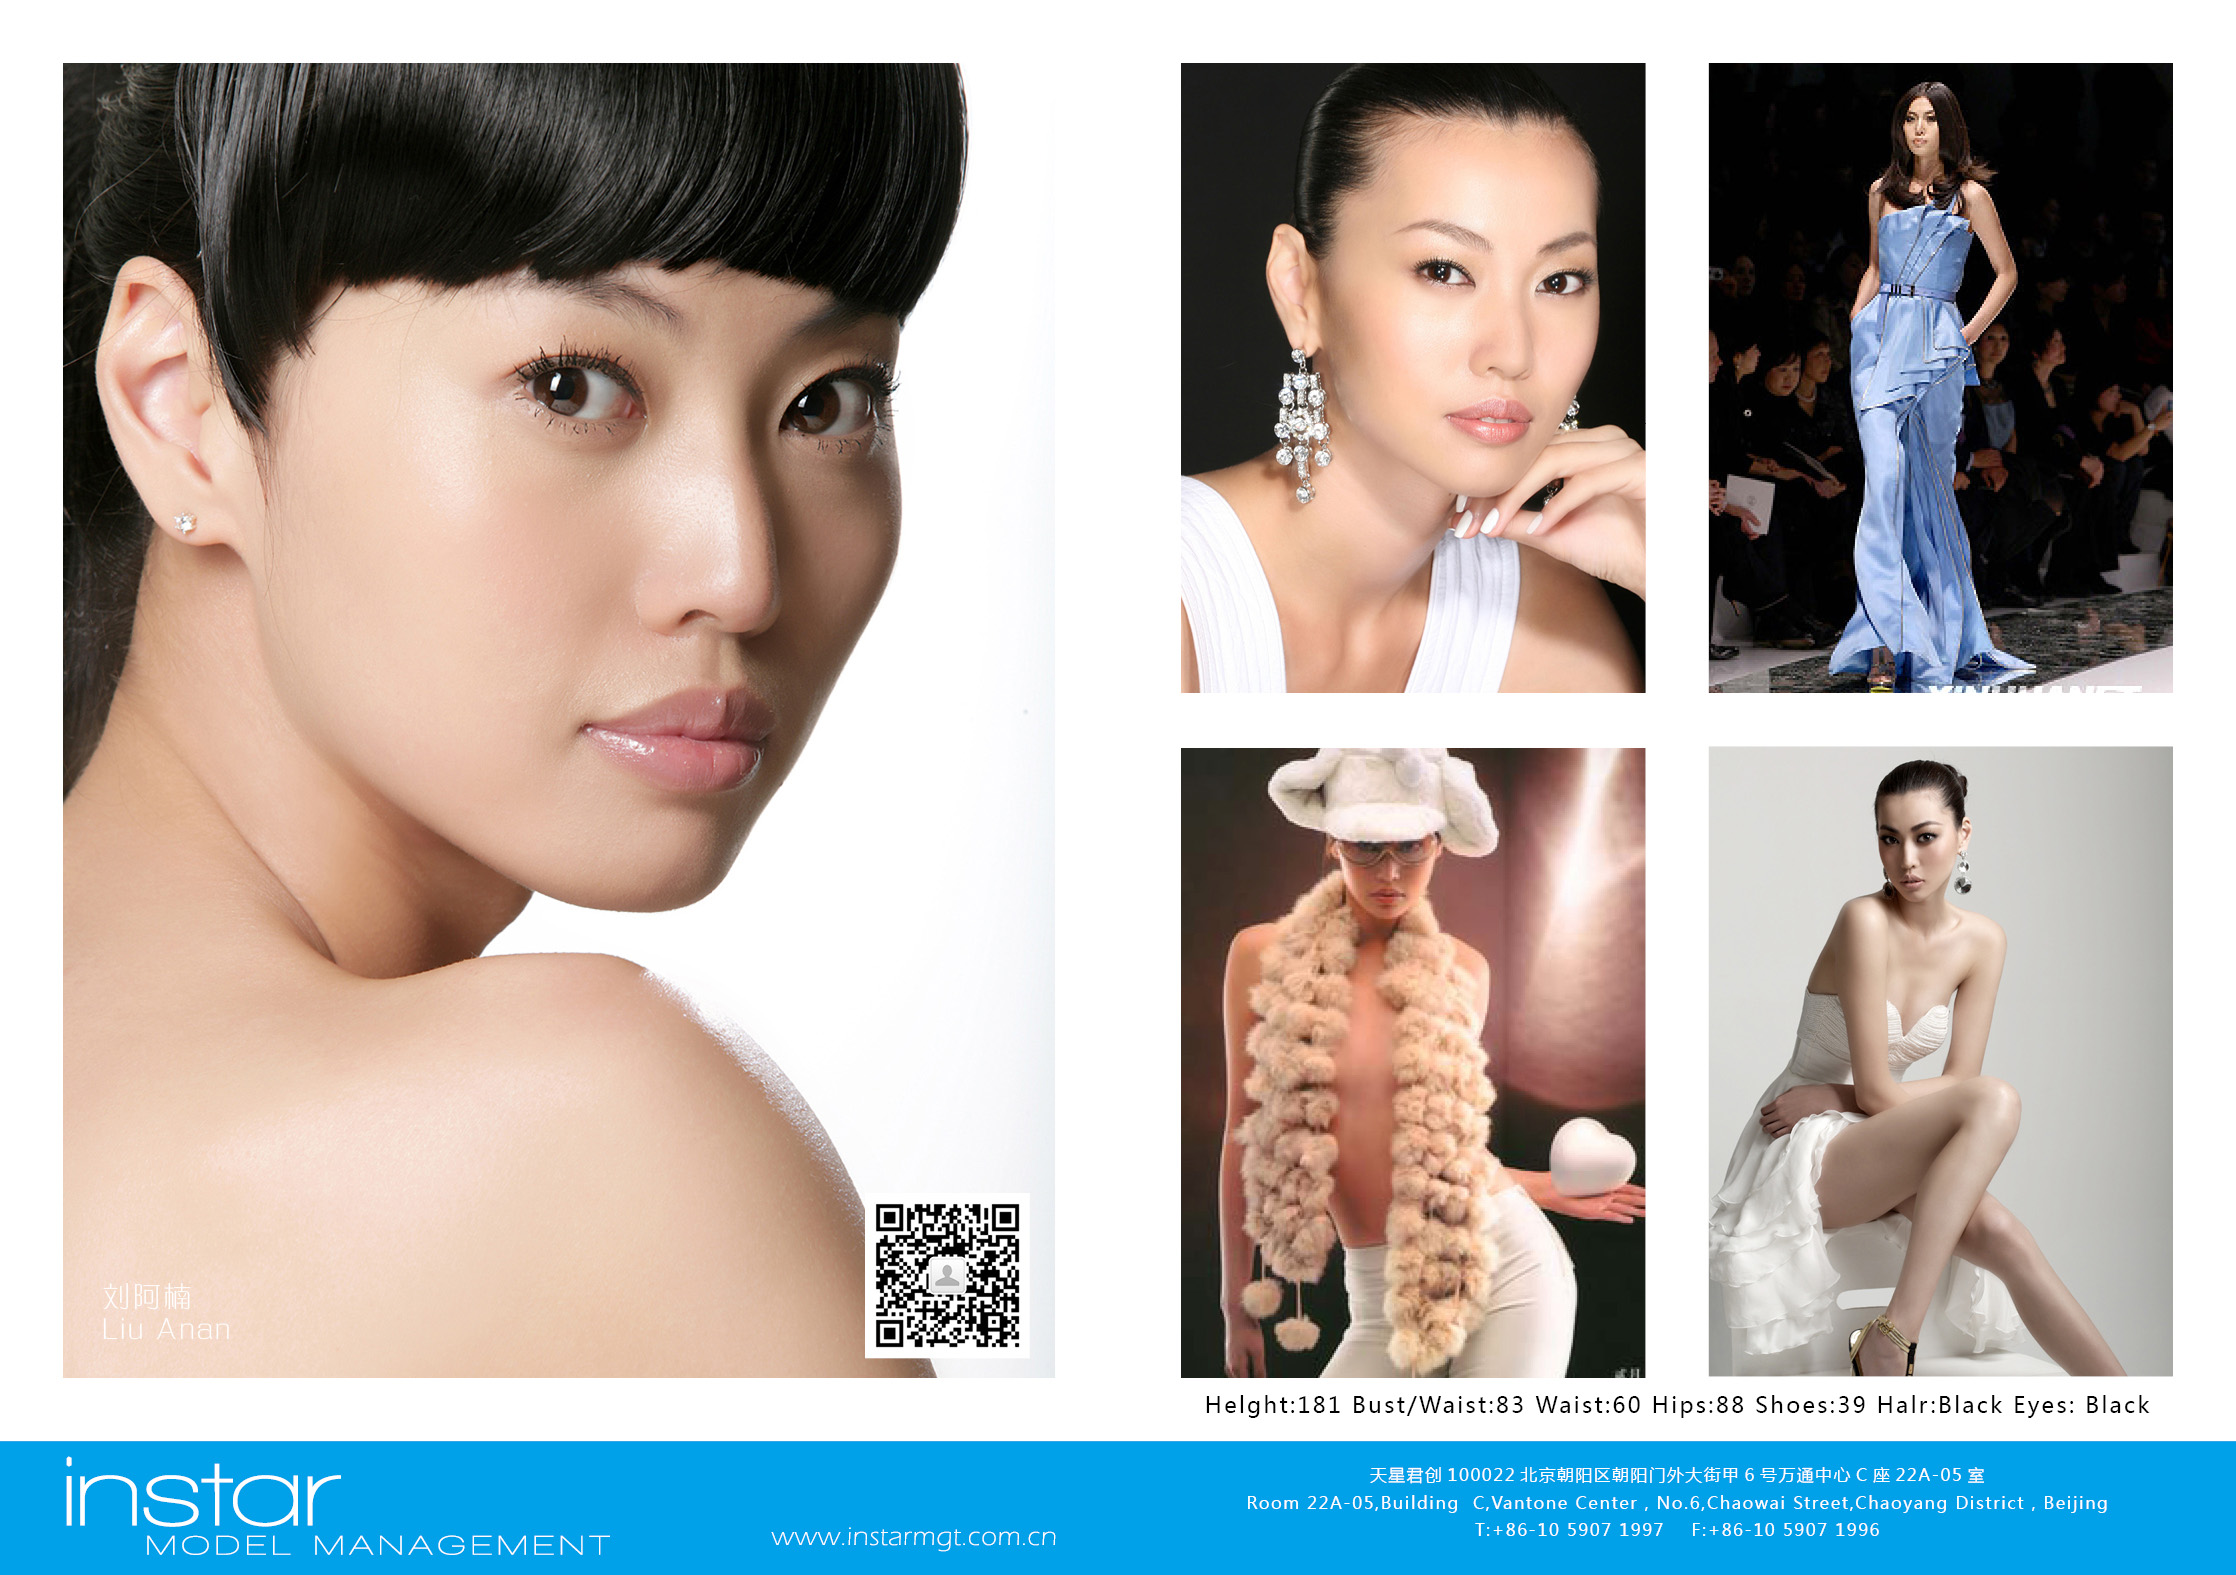 刘阿楠
Liu Anan
XINHUANET
Helght:181 Bust/Waist:83 Waist:60 Hips:88 Shoes:39 Halr:Black Eyes: Black
instar
MODEL MANAGEMENT
www.instarmgt.com.cn
天星君创 100022 北京朝阳区朝阳门外大街甲 6 号万通中心 C 座 22A-05 室
Room 22A-05,Building C,Vantone Center , No.6,Chaowai Street,Chaoyang District , Beijing
T:+86-10 5907 1997 F:+86-10 5907 1996